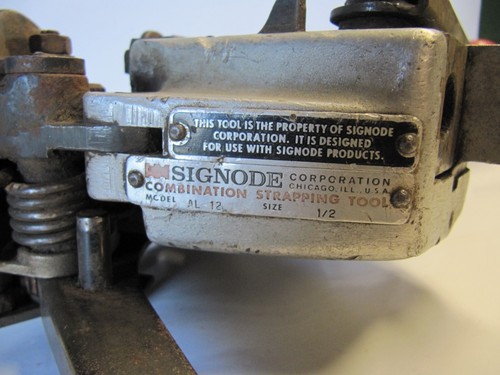 THIS TOOL IS THE PROPERTY OF SIGNODE
CORPORATION. IT IS DESIGNED
FOR USE WITH SIGNODE PRODUCTS.
SIGNODE CORPORATION
CHICAGO, ILL., U.S.A.
COMBINATION STRAPPING TOOL
MODEL AL 12 SIZE 1/2